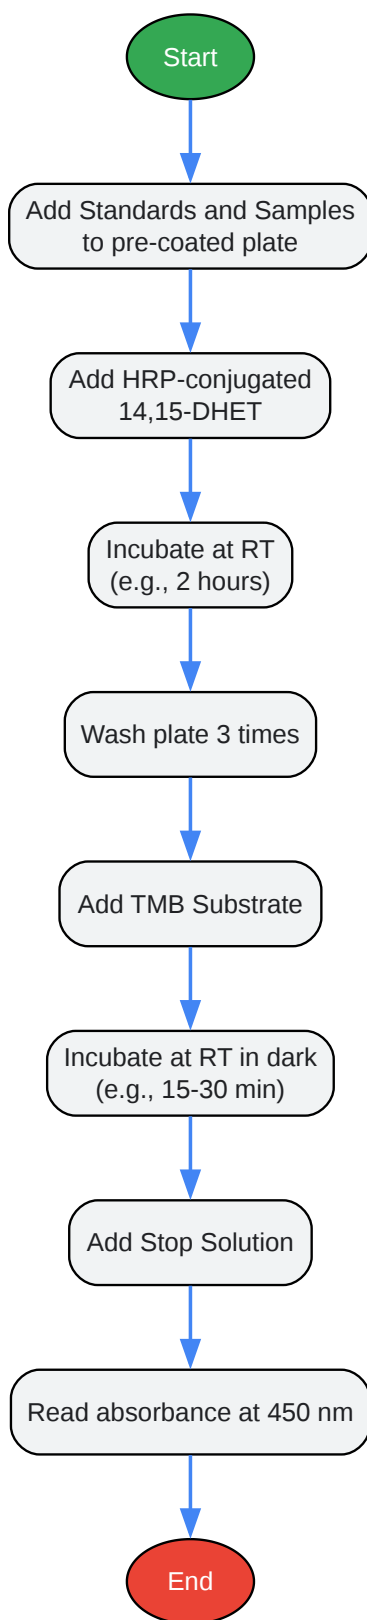 Start
Add Standards and Samples
to pre-coated plate
Add HRP-conjugated
14,15-DHET
Incubate at RT
(e.g., 2 hours)
Wash plate 3 times
Add TMB Substrate
Incubate at RT in dark
(e.g., 15-30 min)
Add Stop Solution
Read absorbance at 450 nm
End